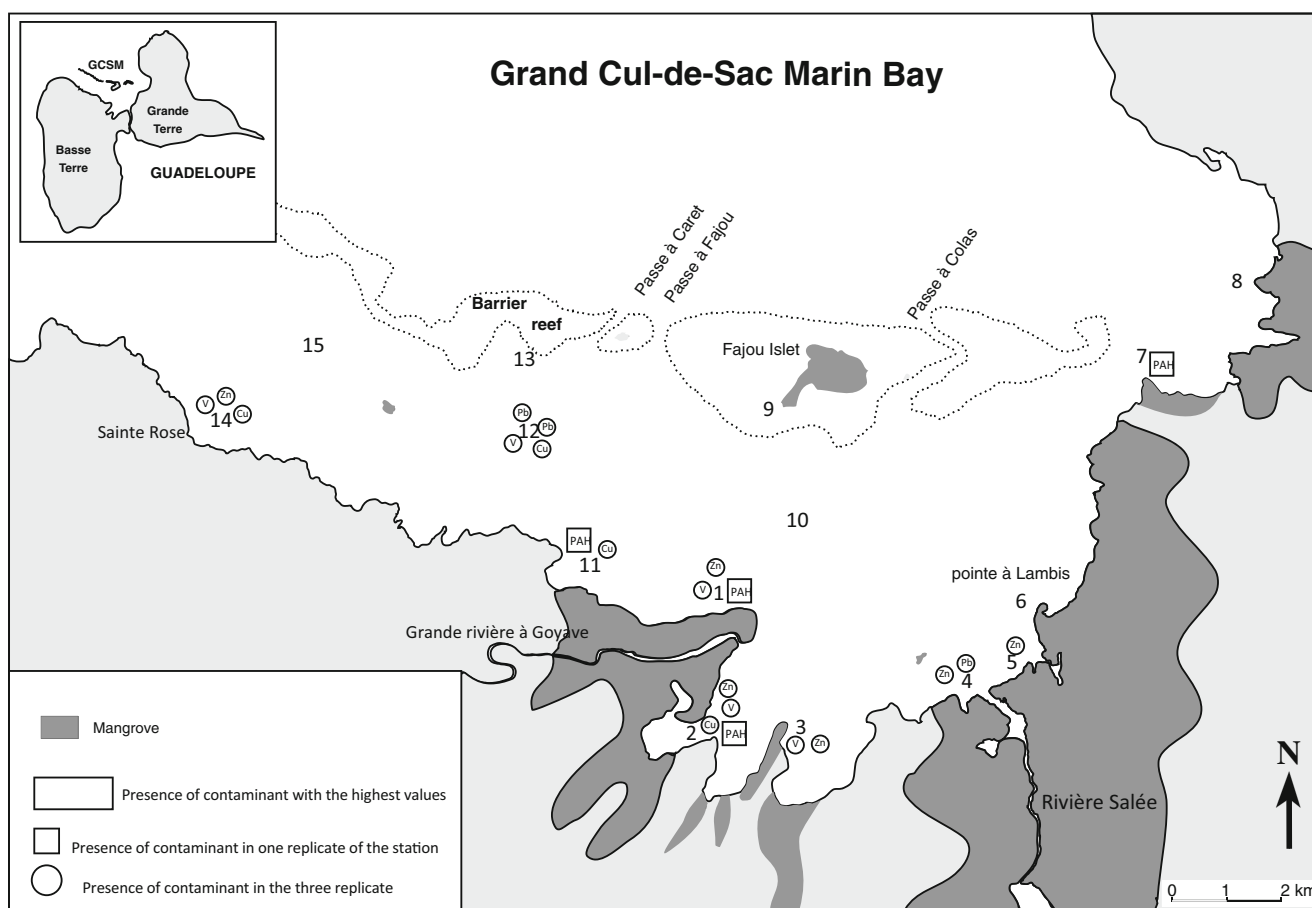 Grand Cul-de-Sac Marin Bay
GCSM
Grande
Terre
Basse
Terre
GUADELOUPE
Passe à Caret
Passe à Fajou
Passe à Colas
8
Barrier
reef
15
13
Fajou Islet
7
PAH
9
Zn
V
Cu
14
Sainte Rose
Pb
12
Pb
V
Cu
10
PAH
Cu
11
Zn
V
1
PAH
pointe à Lambis
6
Grande rivière à Goyave
Zn
5
Pb
Zn
4
Zn
V
Cu
2
PAH
3
V
Zn
Rivière Salée
N
0 1 2 km
Mangrove
Presence of contaminant with the highest values
Presence of contaminant in one replicate of the station
Presence of contaminant in the three replicate